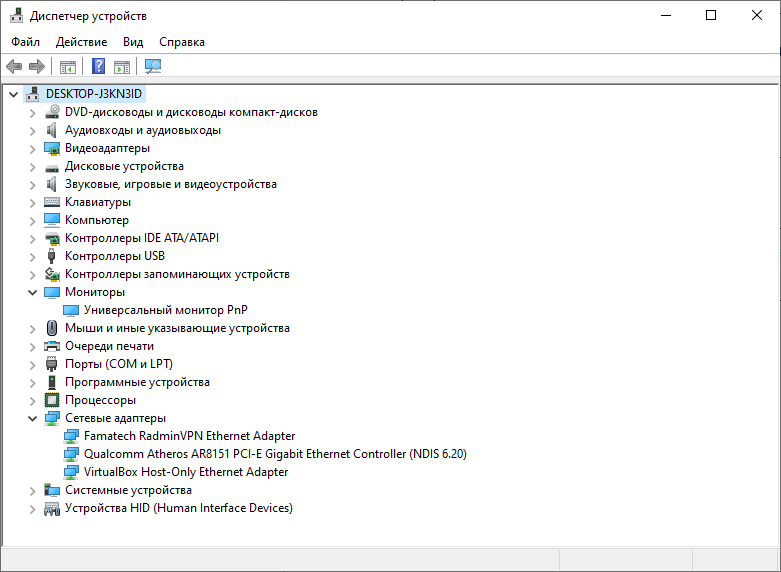 Диспетчер устройств
Файл Действие Вид Справка
DESKTOP-J3KN3ID
DVD-дисководы и дисководы компакт-дисков
Аудиовходы и аудиовыходы
Видеоадаптеры
Дисковые устройства
Звуковые, игровые и видеоустройства
Клавиатуры
Компьютер
Контроллеры IDE ATA/ATAPI
Контроллеры USB
Контроллеры запоминающих устройств
Мониторы
Универсальный монитор PnP
Мыши и иные указывающие устройства
Очереди печати
Порты (COM и LPT)
Программные устройства
Процессоры
Сетевые адаптеры
Famatech RadminVPN Ethernet Adapter
Qualcomm Atheros AR8151 PCI-E Gigabit Ethernet Controller (NDIS 6.20)
VirtualBox Host-Only Ethernet Adapter
Системные устройства
Устройства HID (Human Interface Devices)